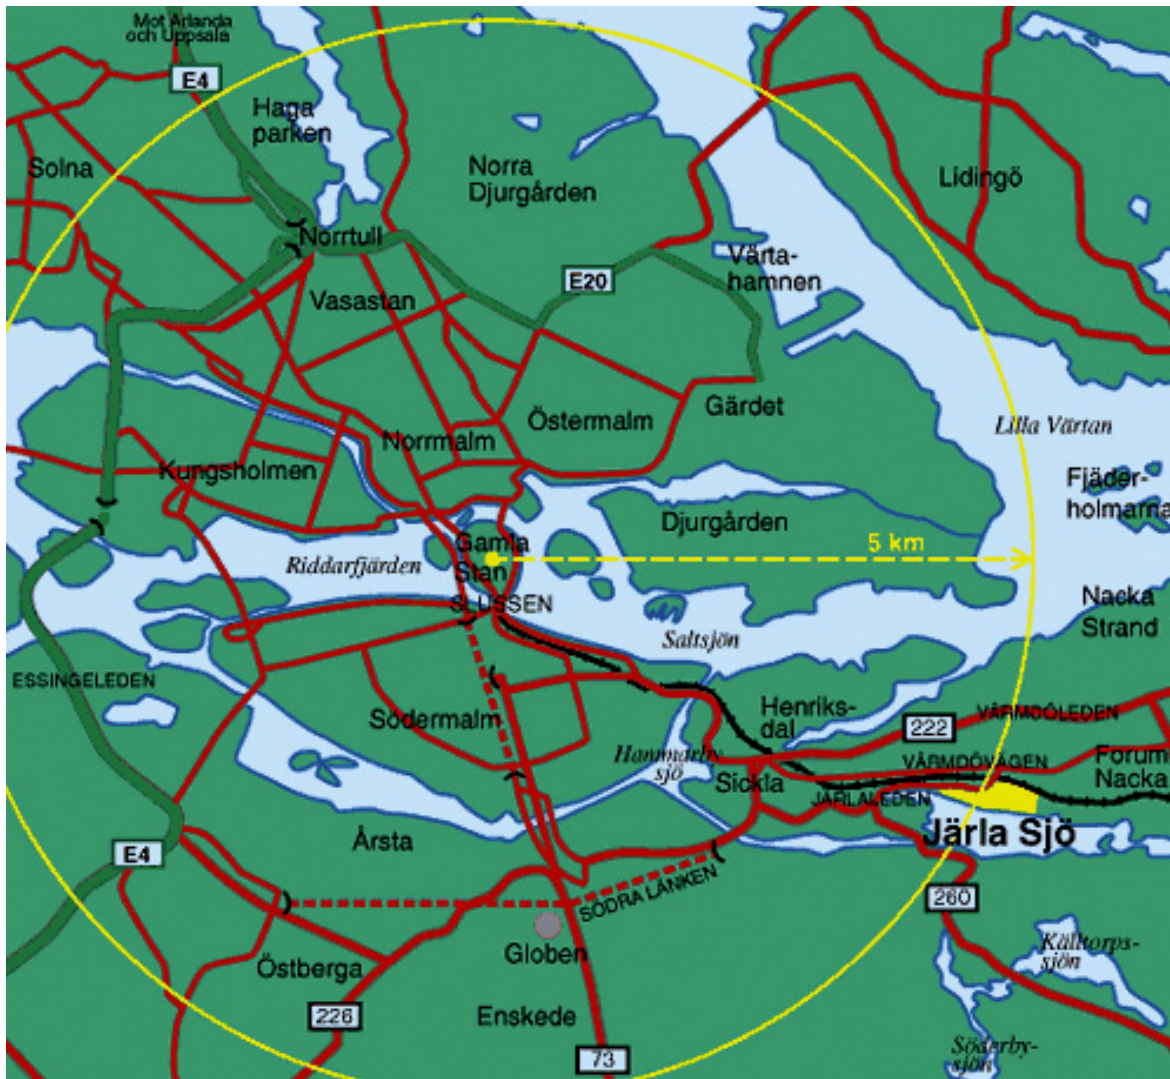 Mot Arlanda
och Uppsala
E4
Haga
parken
Solna
Norra
Djurgården
Lidingö
Norrtull
Värta-
hamnen
E20
Vasastan
Östermalm
Gärdet
Norrmalm
Lilla Värtan
Kungsholmen
Fjäder-
holmarna
Djurgården
5 km
Gamla
Stan
Riddarfjärden
SLUSSEN
Nacka
Strand
Saltsjön
ESSINGELEDEN
Södermalm
Henriks-
dal
222
VÄRMDÖLEDEN
Hammarby
sjö
VÄRMDÖVÄGEN
Forum
Nacka
Sickla
JÄRLALEDEN
Järla Sjö
Årsta
E4
SÖDRA LÄNKEN
260
Globen
Östberga
Källtorps-
sjön
226
Enskede
Söderby-
sjön
73